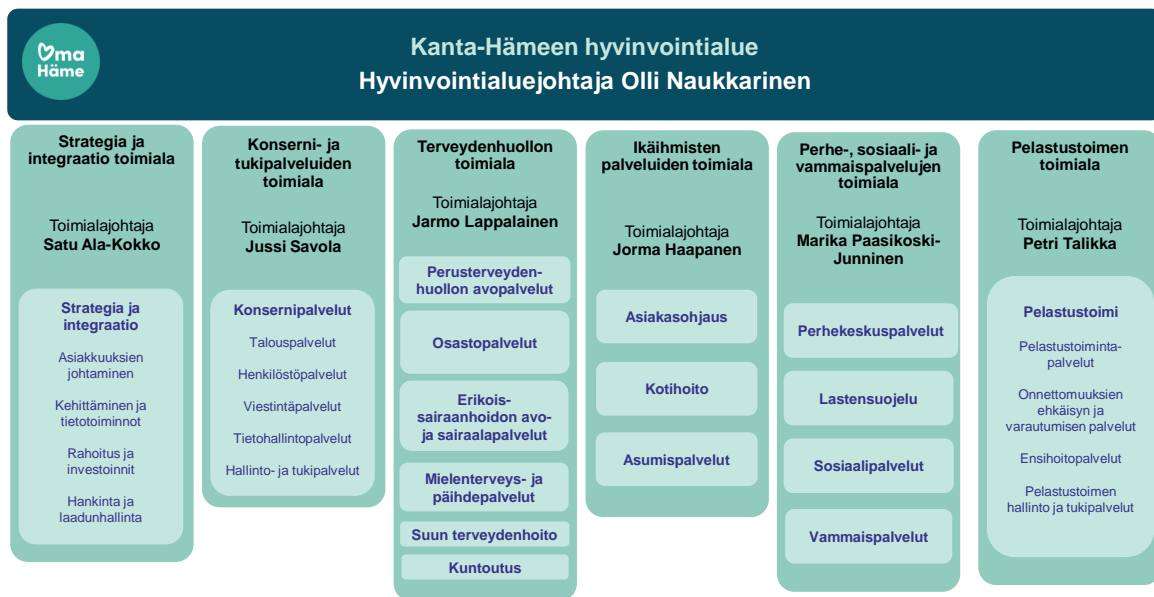 Oma
Häme
Kanta-Hämeen hyvinvointialue
Hyvinvointialuejohtaja Olli Naukkarinen
Strategia ja
integraatio toimiala
Toimialajohtaja
Satu Ala-Kokko
Strategia ja
integraatio
Asiakkuuksien
johtaminen
Kehittäminen ja
tietotoiminnot
Rahoitus ja
investoinnit
Hankinta ja
laadunhallinta
Konserni- ja
tukipalveluiden
toimiala
Toimialajohtaja
Jussi Savola
Konsernipalvelut
Talouspalvelut
Henkilöstöpalvelut
Viestintäpalvelut
Tietohallintopalvelut
Hallinto- ja tukipalvelut
Terveydenhuollon
toimiala
Toimialajohtaja
Jarmo Lappalainen
Perusterveyden-
huollon avopalvelut
Osastopalvelut
Erikois-
sairaanhoidon avo-
ja sairaalapalvelut
Mielenterveys- ja
päihdepalvelut
Suun terveydenhoito
Kuntoutus
Ikäihmisten
palveluiden toimiala
Toimialajohtaja
Jorma Haapanen
Asiakasohjaus
Kotihoito
Asumispalvelut
Perhe-, sosiaali- ja
vammaispalvelujen
toimiala
Toimialajohtaja
Marika Paasikoski-
Junninen
Perhekeskuspalvelut
Lastensuojelu
Sosiaalipalvelut
Vammaispalvelut
Pelastustoimen
toimiala
Toimialajohtaja
Petri Talikka
Pelastustoimi
Pelastustoiminta-
palvelut
Onnettomuuksien
ehkäisyn ja
varautumisen palvelut
Ensihoitopalvelut
Pelastustoimen
hallinto ja tukipalvelut